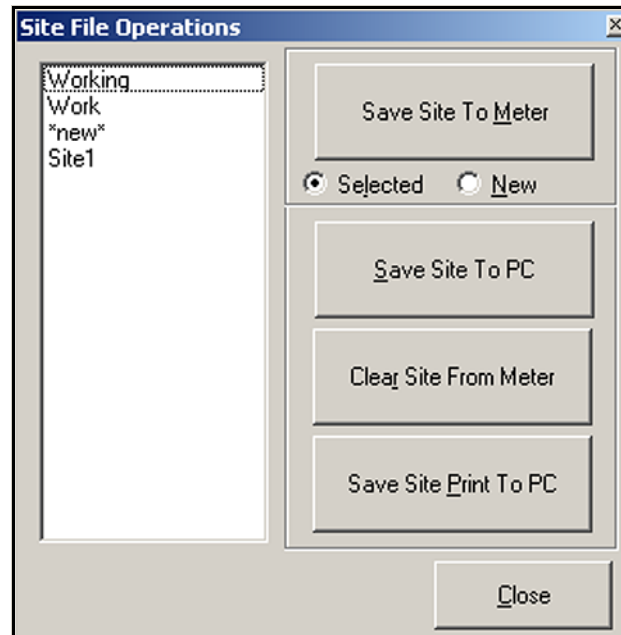 Site File Operations
Working
Work
*new*
Site1
Save Site To Meter
Selected New
Save Site To PC
Clear Site From Meter
Save Site Print To PC
Close